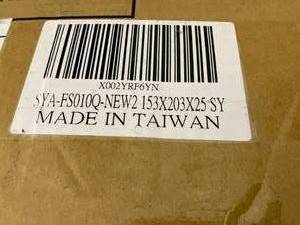 X002YRF6YN
SYA-FS010Q-NEW2 153X203X25-SY
MADE IN TAIWAN